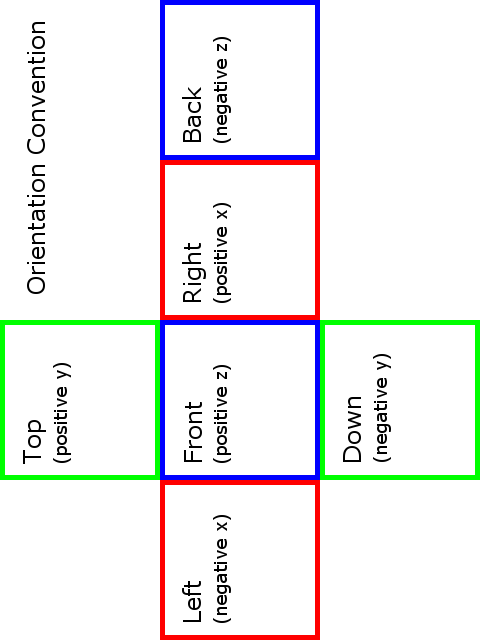 Orientation Convention
Top
(positive y)
Left
(negative x)
Front
(positive z)
Right
(positive x)
Back
(negative z)
Down
(negative y)